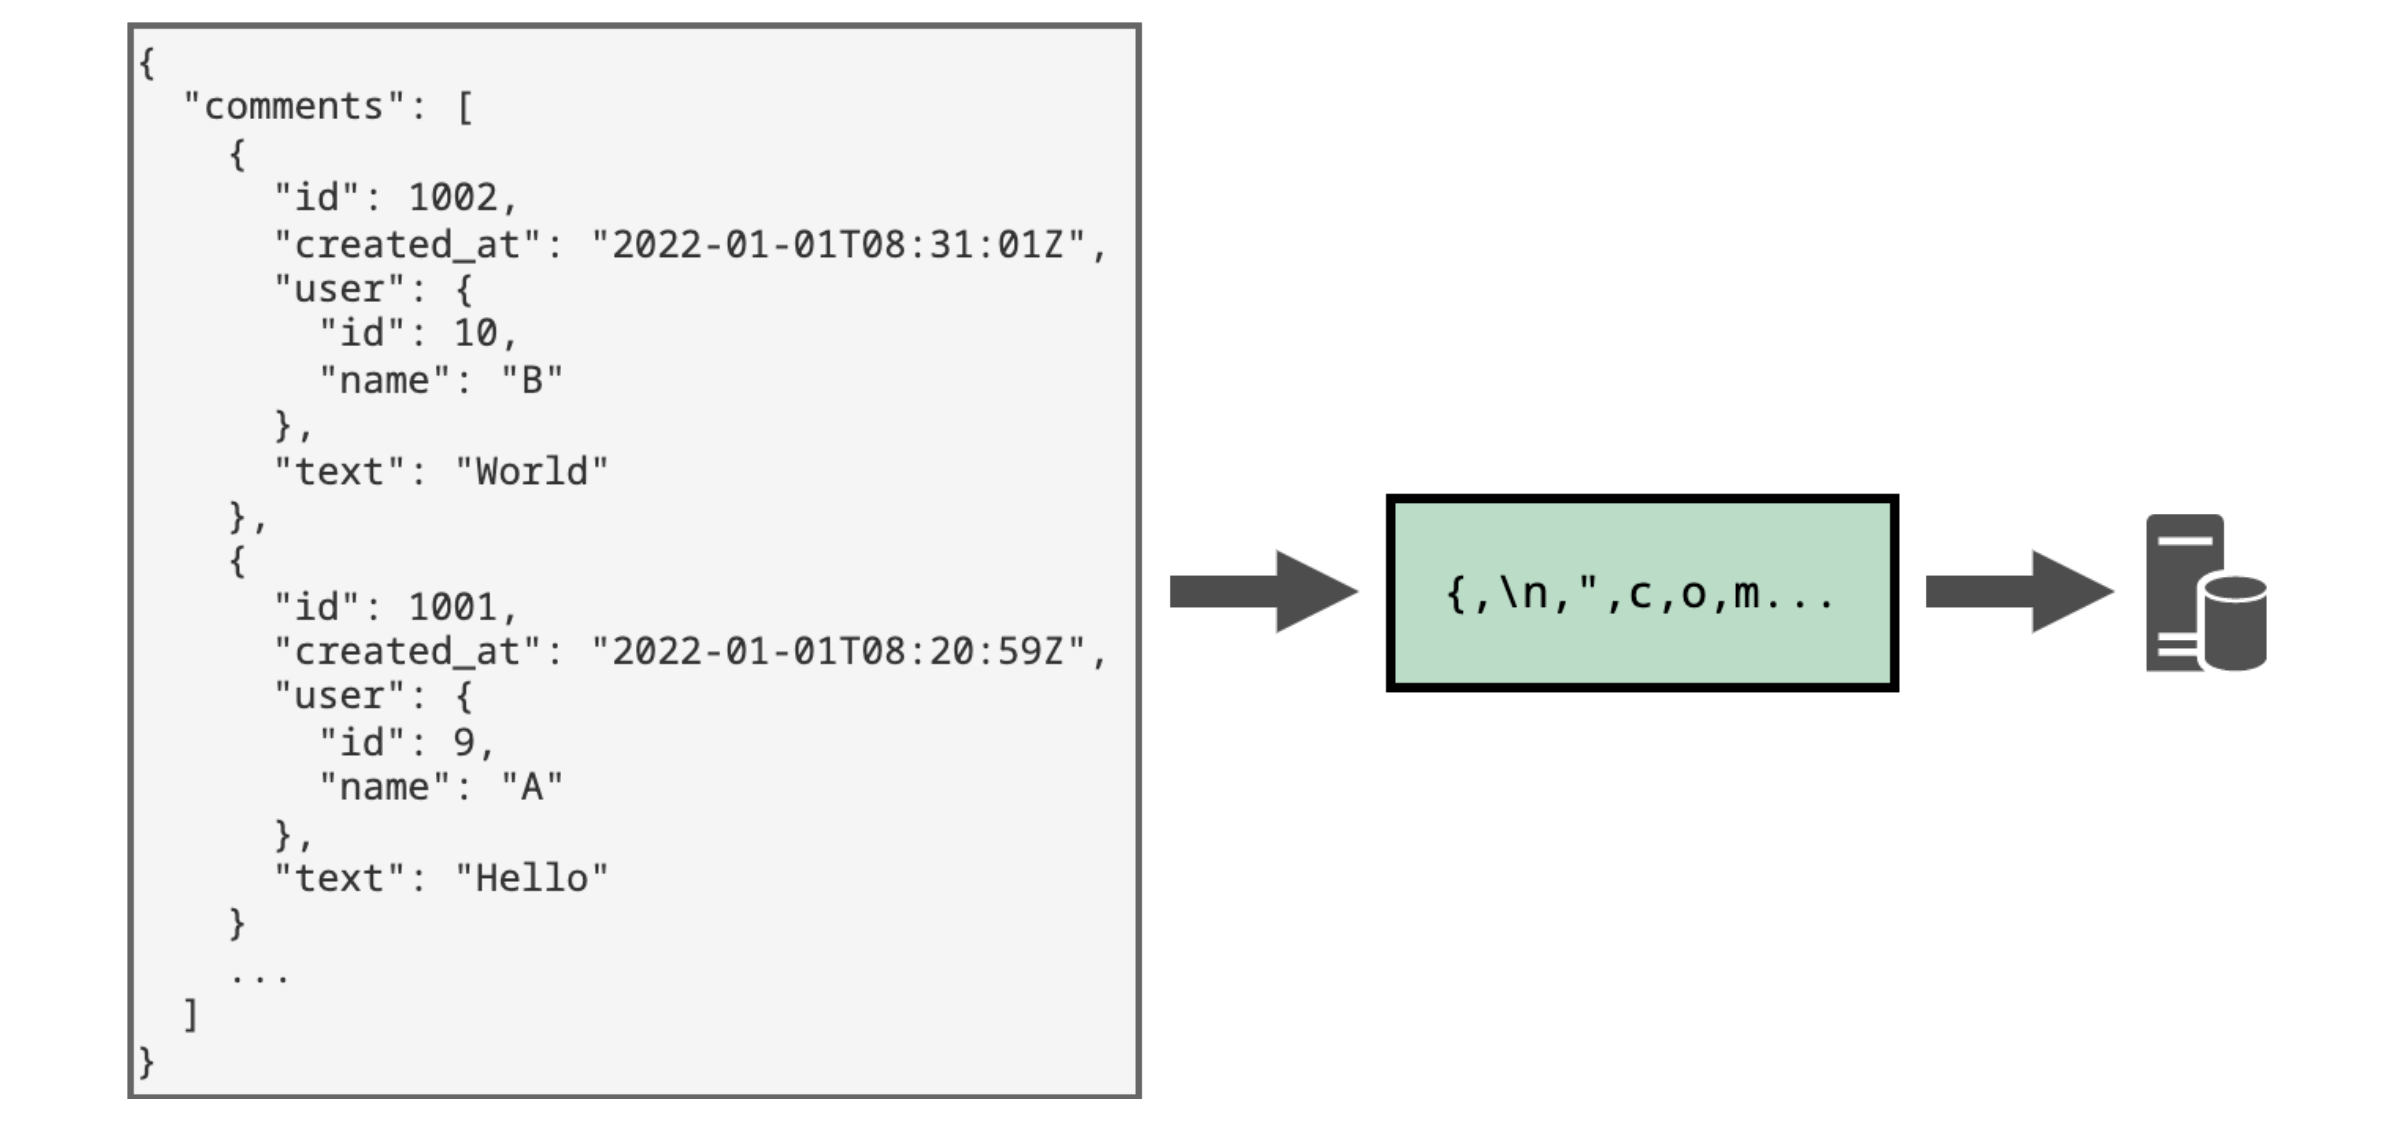 {
  "comments": [
    {
      "id": 1002,
      "created_at": "2022-01-01T08:31:01Z",
      "user": {
        "id": 10,
        "name": "B"
      },
      "text": "World"
    },
    {
      "id": 1001,
      "created_at": "2022-01-01T08:20:59Z",
      "user": {
        "id": 9,
        "name": "A"
      },
      "text": "Hello"
    }
    ...
  ]
}
{,\n,",c,o,m...